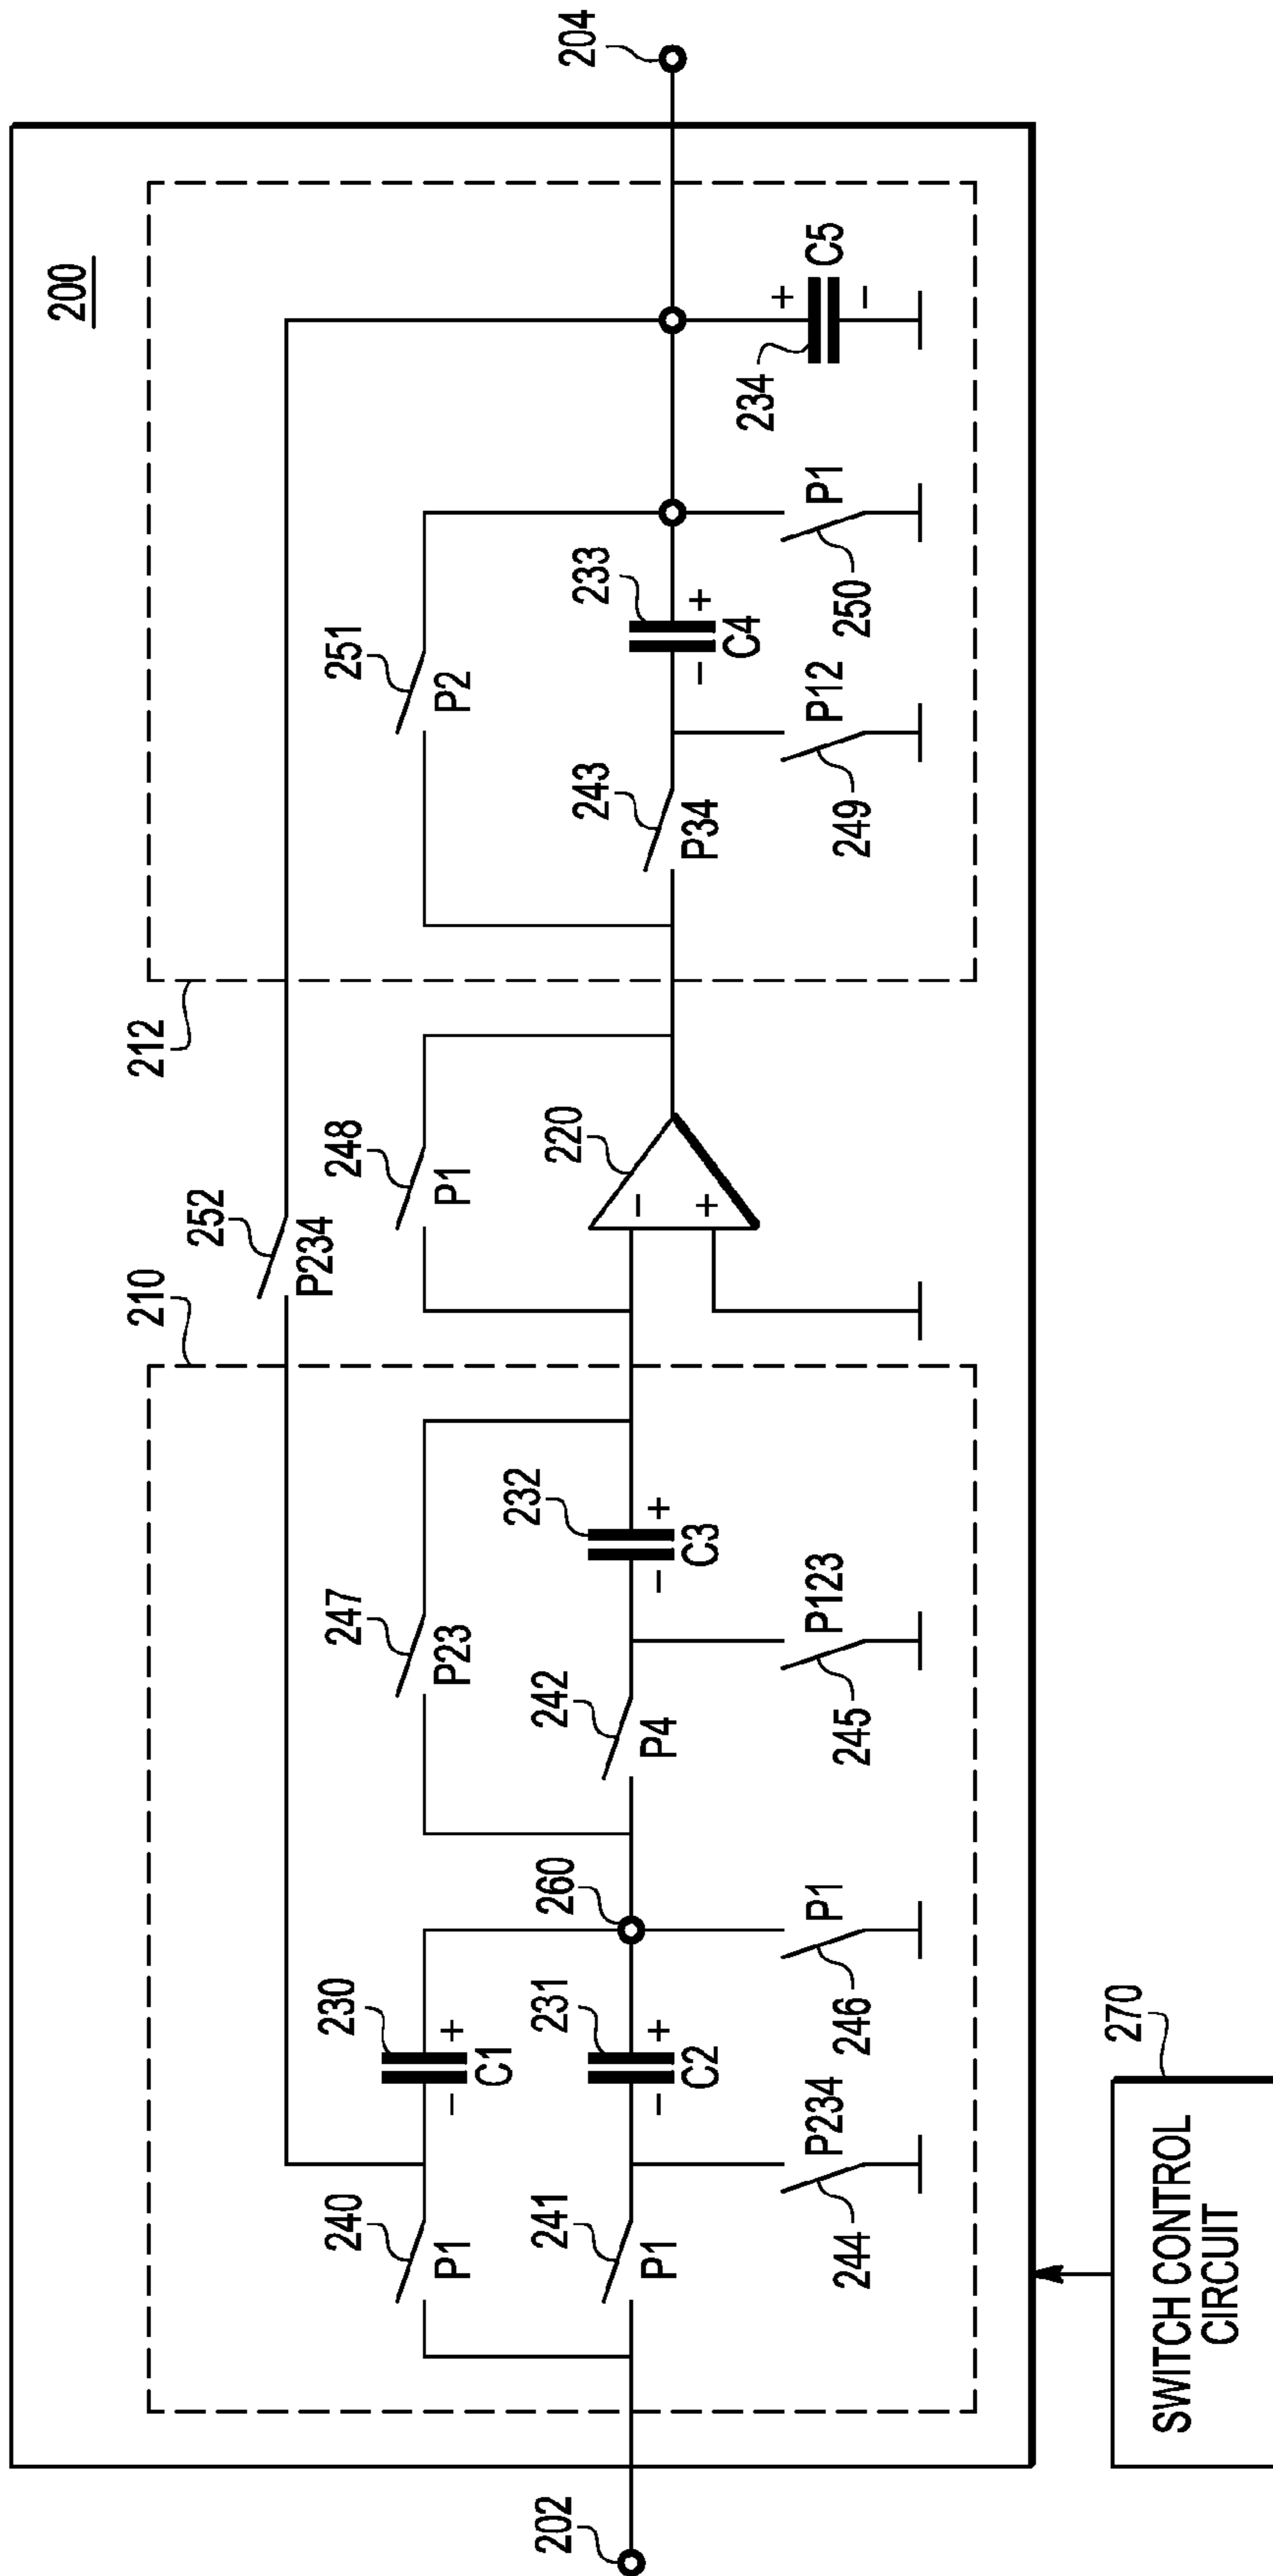 200
210
252
P234
212
247
P23
248
P1
251
P2
230
C1
240
P1
231
C2
241
P1
260
242
P4
232
C3
220
243
P34
233
C4
204
202
244
P234
246
P1
245
P123
249
P12
250
P1
234
C5
270
SWITCH CONTROL
CIRCUIT
− +
− +
− +
−
+
− +
+
−